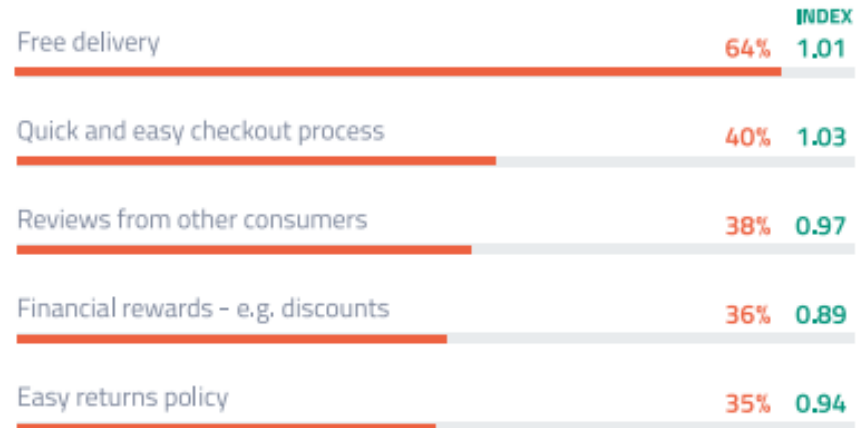 INDEX
Free delivery 64% 1.01
Quick and easy checkout process 40% 1.03
Reviews from other consumers 38% 0.97
Financial rewards - e.g. discounts 36% 0.89
Easy returns policy 35% 0.94